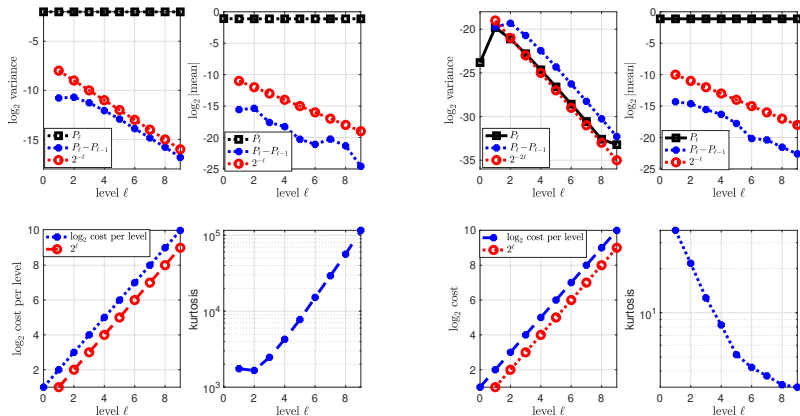 log₂ variance
0
-5
-10
-15
P_ℓ
P_ℓ−P_ℓ₋₁
2^−ℓ
0 2 4 6 8
level ℓ
log₂ |mean|
0
-5
-10
-15
-20
-25
P_ℓ
P_ℓ−P_ℓ₋₁
2^−ℓ
0 2 4 6 8
level ℓ
log₂ variance
-20
-25
-30
-35
P_ℓ
P_ℓ−P_ℓ₋₁
2^−2ℓ
0 2 4 6 8
level ℓ
log₂ |mean|
0
-5
-10
-15
-20
-25
P_ℓ
P_ℓ−P_ℓ₋₁
2^−ℓ
0 2 4 6 8
level ℓ
log₂ cost per level
10
8
6
4
2
log₂ cost per level
2^ℓ
0 2 4 6 8
level ℓ
kurtosis
10^5
10^4
10^3
0 2 4 6 8
level ℓ
log₂ cost
10
8
6
4
2
log₂ cost per level
2^ℓ
0 2 4 6 8
level ℓ
kurtosis
10^1
0 2 4 6 8
level ℓ